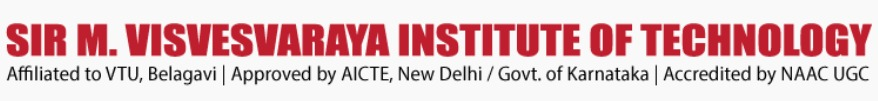 SIR M. VISVESVARAYA INSTITUTE OF TECHNOLOGY
Affiliated to VTU, Belagavi | Approved by AICTE, New Delhi / Govt. of Karnataka | Accredited by NAAC UGC